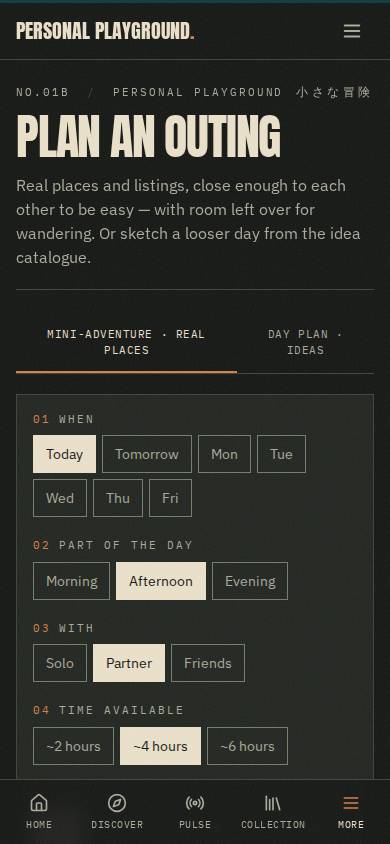 PERSONAL PLAYGROUND.
NO.01B / PERSONAL PLAYGROUND 小さな冒険
PLAN AN OUTING
Real places and listings, close enough to each
other to be easy — with room left over for
wandering. Or sketch a looser day from the idea
catalogue.
MINI-ADVENTURE · REAL
PLACES
DAY PLAN ·
IDEAS
01 WHEN
Today Tomorrow Mon Tue
Wed Thu Fri
02 PART OF THE DAY
Morning Afternoon Evening
03 WITH
Solo Partner Friends
04 TIME AVAILABLE
~2 hours ~4 hours ~6 hours
HOME DISCOVER PULSE COLLECTION MORE